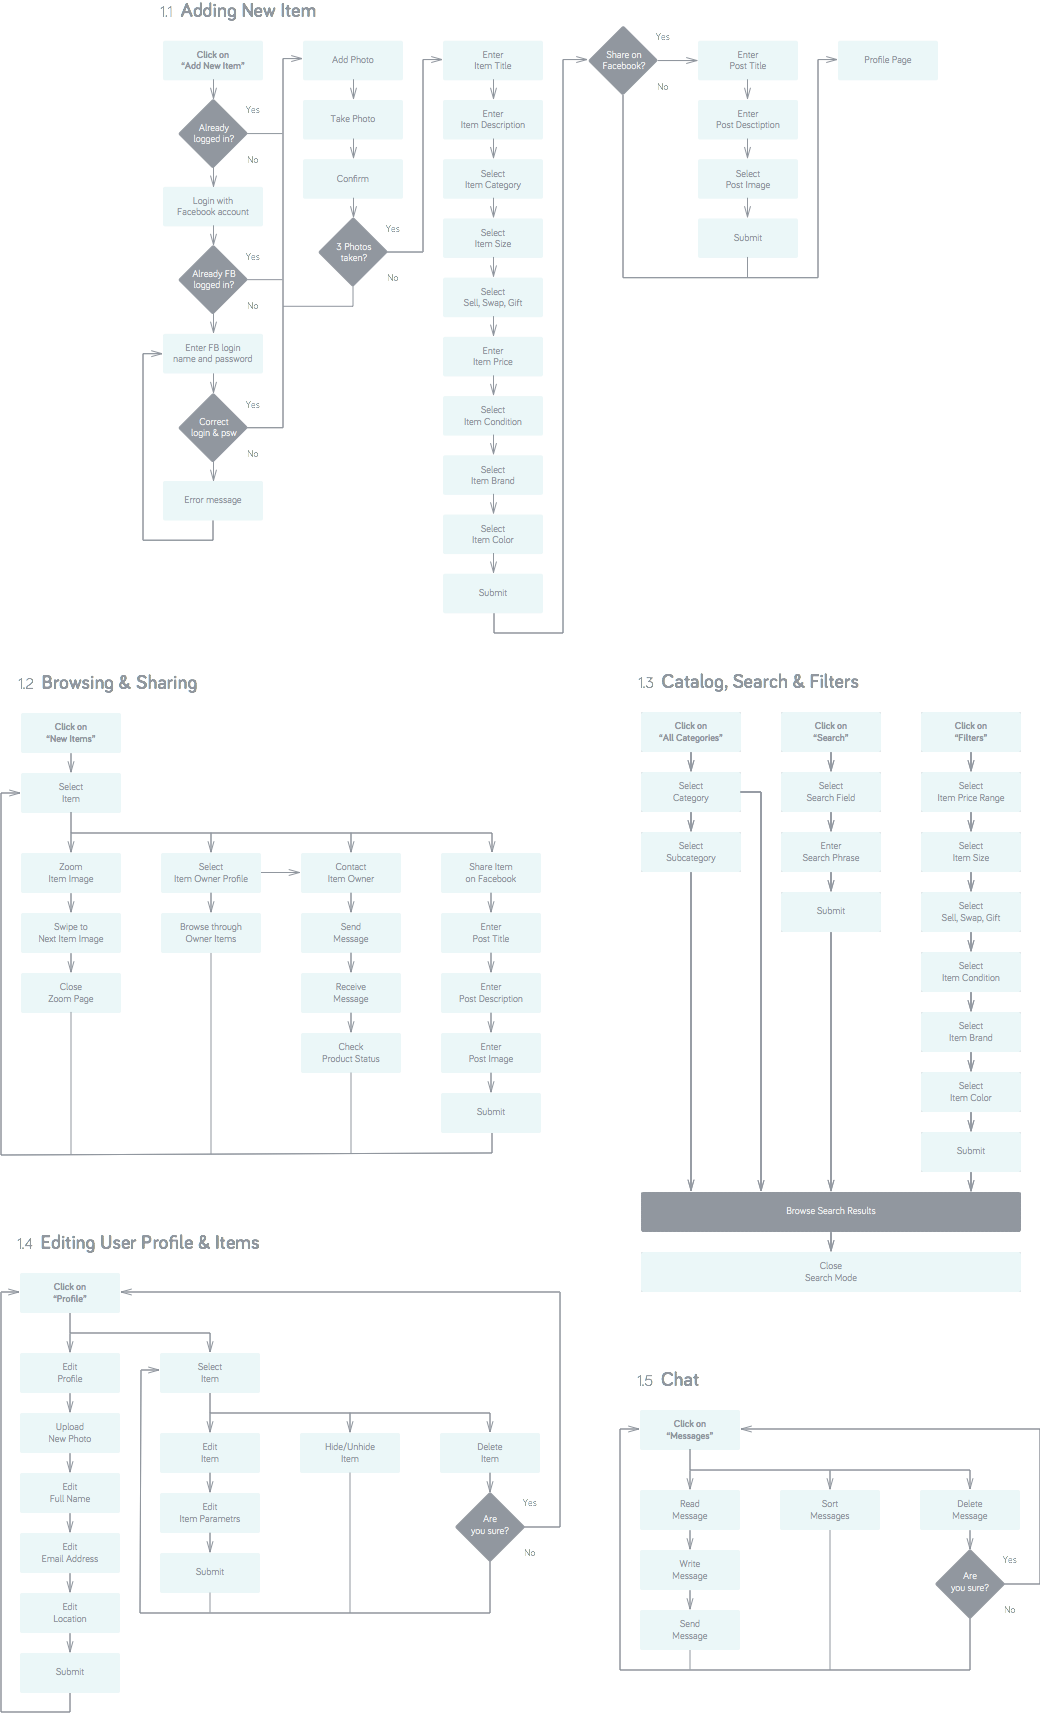 1.1 Adding New Item
Click on
"Add New Item"
Already
logged in?
Yes
No
Login with
Facebook account
Already FB
logged in?
Yes
No
Enter FB login
name and password
Correct
login & psw
Yes
No
Error message
Add Photo
Take Photo
Confirm
3 Photos
taken?
Yes
No
Enter
Item Title
Enter
Item Description
Select
Item Category
Select
Item Size
Select
Sell, Swap, Gift
Enter
Item Price
Select
Item Condition
Select
Item Brand
Select
Item Color
Submit
Share on
Facebook?
Yes
No
Enter
Post Title
Enter
Post Desctiption
Select
Post Image
Submit
Profile Page
1.2 Browsing & Sharing
Click on
"New Items"
Select
Item
Zoom
Item Image
Swipe to
Next Item Image
Close
Zoom Page
Select
Item Owner Profile
Browse through
Owner Items
Contact
Item Owner
Send
Message
Receive
Message
Check
Product Status
Share Item
on Facebook
Enter
Post Title
Enter
Post Description
Enter
Post Image
Submit
1.3 Catalog, Search & Filters
Click on
"All Categories"
Select
Category
Select
Subcategory
Click on
"Search"
Select
Search Field
Enter
Search Phrase
Submit
Click on
"Filters"
Select
Item Price Range
Select
Item Size
Select
Sell, Swap, Gift
Select
Item Condition
Select
Item Brand
Select
Item Color
Submit
Browse Search Results
Close
Search Mode
1.4 Editing User Profile & Items
Click on
"Profile"
Edit
Profile
Upload
New Photo
Edit
Full Name
Edit
Email Address
Edit
Location
Submit
Select
Item
Edit
Item
Edit
Item Parametrs
Submit
Hide/Unhide
Item
Delete
Item
Are
you sure?
Yes
No
1.5 Chat
Click on
"Messages"
Read
Message
Write
Message
Send
Message
Sort
Messages
Delete
Message
Are
you sure?
Yes
No